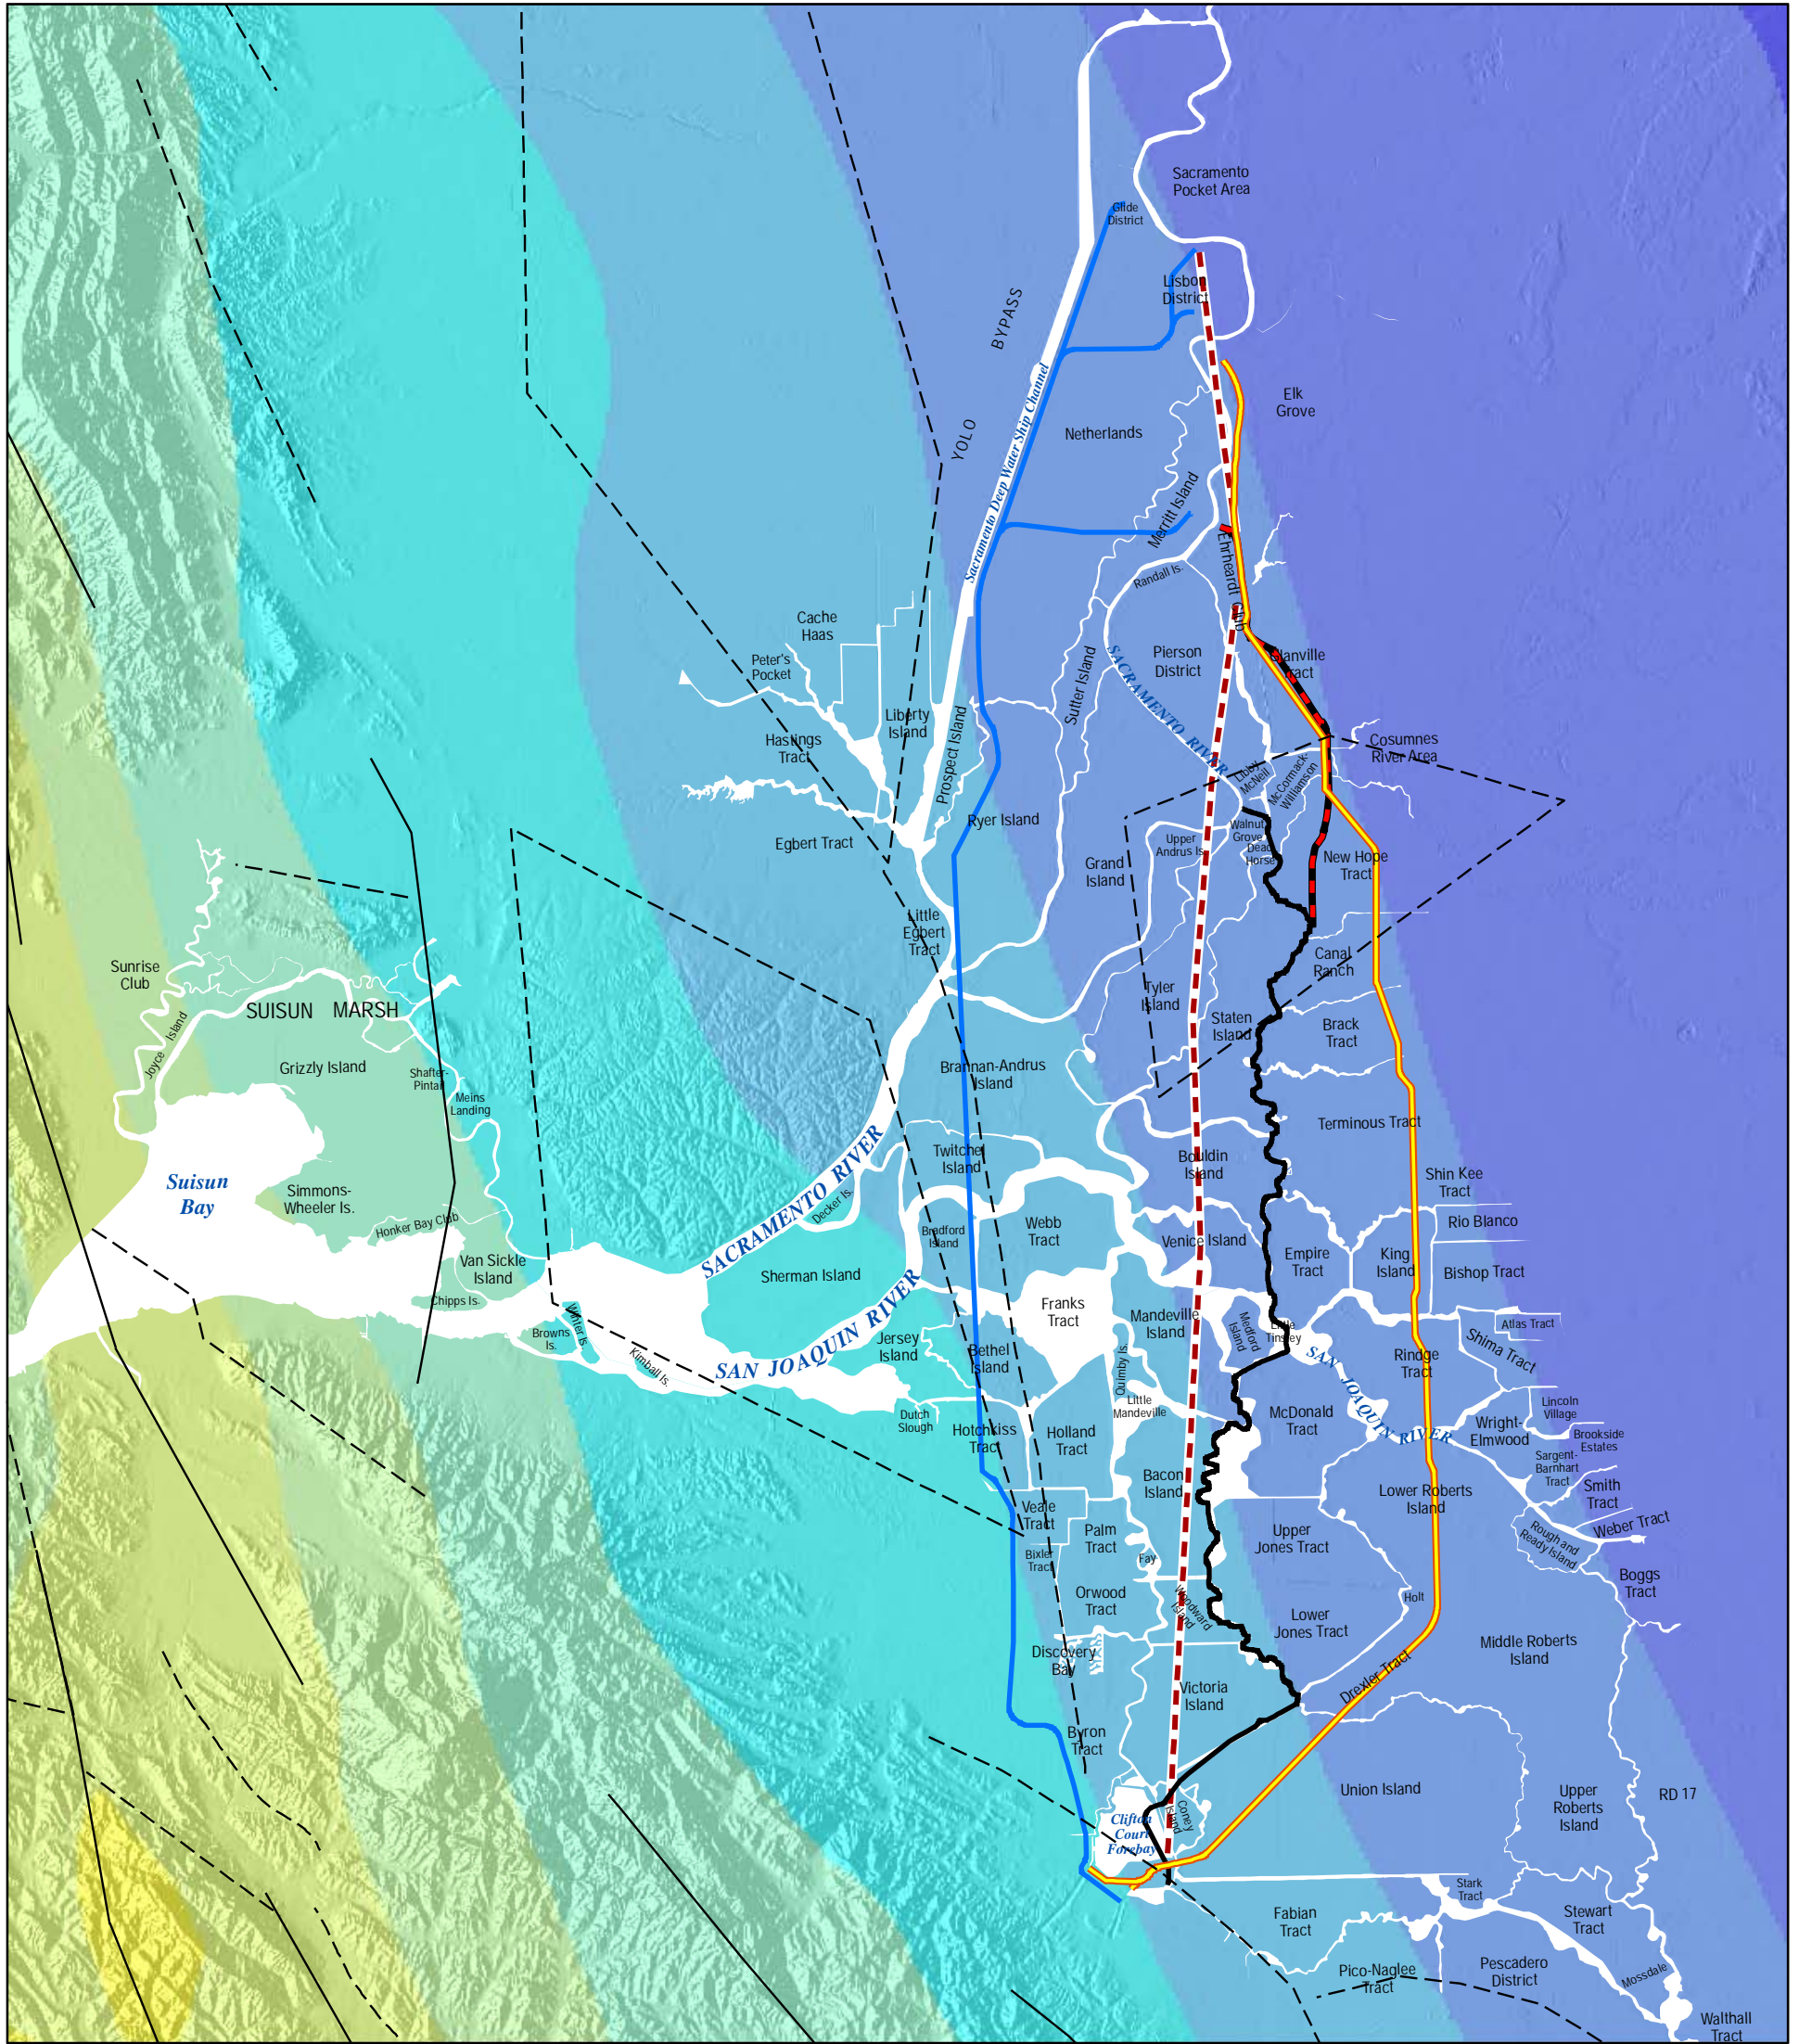 Sacramento
Pocket Area
Glide
District
Lisbon
District
BYPASS
YOLO
Sacramento Deep Water Ship Channel
Elk
Grove
Netherlands
Merritt Island
Ehrheardt Club
Randall Is.
Cache
Haas
Peter's
Pocket
Pierson
District
Glanville
Tract
SACRAMENTO RIVER
Sutter Island
Liberty
Island
Prospect Island
Hastings
Tract
Cosumnes
River Area
Libby
McNeil
McCormack-
Williamson
Ryer Island
Egbert Tract
Walnut
Grove
Dead
Horse
Upper
Andrus Is.
Grand
Island
New Hope
Tract
Little
Egbert
Tract
Canal
Ranch
Sunrise
Club
SUISUN MARSH
Joyce Island
Grizzly Island
Tyler
Island
Staten
Island
Brack
Tract
Shafter-
Pintail
Meins
Landing
Brannan-Andrus
Island
Terminous Tract
Twitchel
Island
Bouldin
Island
Suisun
Bay
Simmons-
Wheeler Is.
SACRAMENTO RIVER
Decker Is.
Shin Kee
Tract
Rio Blanco
Honker Bay Club
Bradford
Island
Webb
Tract
Venice Island
Empire
Tract
King
Island
Bishop Tract
Van Sickle
Island
Sherman Island
Chipps Is.
Winter Is.
Browns
Is.
Kimball Is.
SAN JOAQUIN RIVER
Franks
Tract
Mandeville
Island
Medford
Island
Little
Tinsley
Atlas Tract
Shima Tract
Jersey
Island
Bethel
Island
Quimby Is.
SAN JOAQUIN RIVER
Rindge
Tract
Little
Mandeville
Dutch
Slough
Hotchkiss
Tract
Holland
Tract
McDonald
Tract
Lincoln
Village
Wright-
Elmwood
Brookside
Estates
Sargent-
Barnhart
Tract
Smith
Tract
Bacon
Island
Lower Roberts
Island
Veale
Tract
Palm
Tract
Upper
Jones Tract
Rough and
Ready Island
Weber Tract
Bixler
Tract
Fay
Boggs
Tract
Orwood
Tract
Woodward
Island
Holt
Lower
Jones Tract
Middle Roberts
Island
Discovery
Bay
Drexler Tract
Victoria
Island
Byron
Tract
Union Island
Upper
Roberts
Island
RD 17
Clifton
Court
Forebay
Coney
Island
Stark
Tract
Fabian
Tract
Stewart
Tract
Pico-Naglee
Tract
Pescadero
District
Mossdale
Walthall
Tract